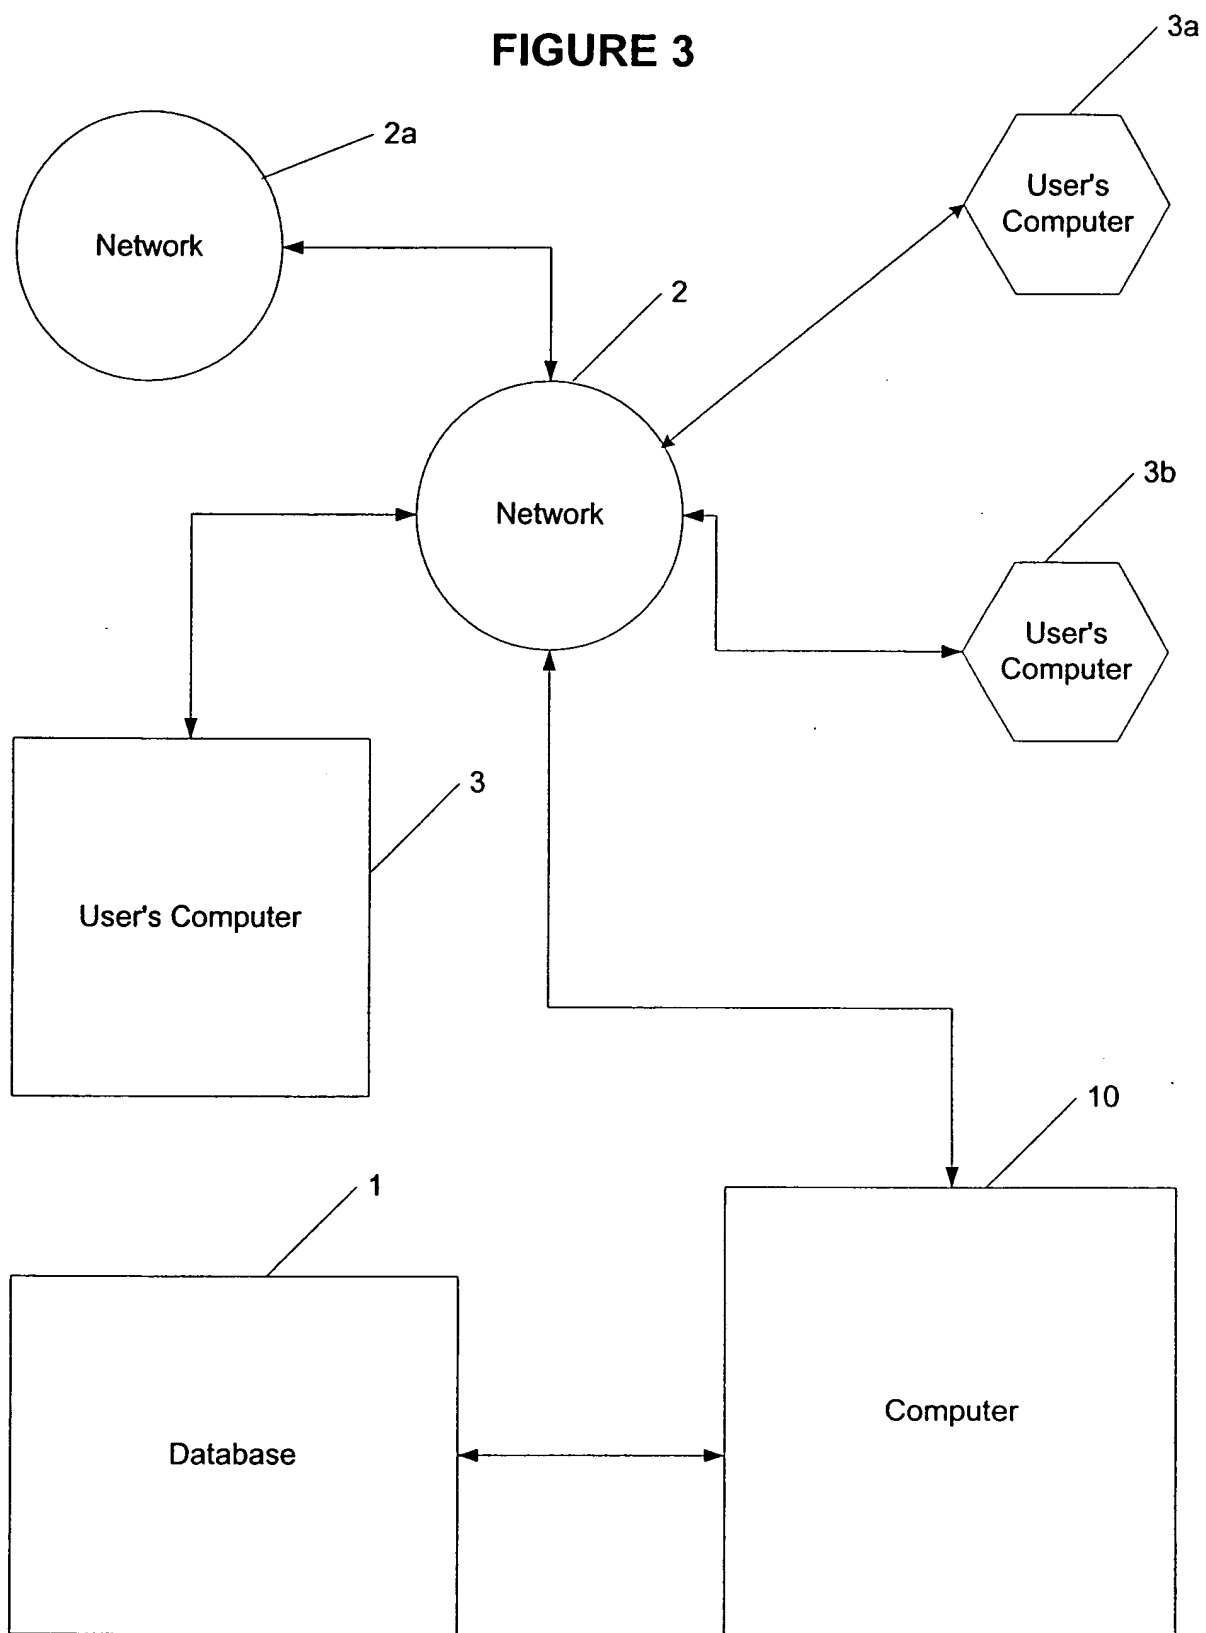 FIGURE 3
3a
2a
User's
Computer
Network
2
3b
Network
User's
Computer
3
User's Computer
10
1
Computer
Database